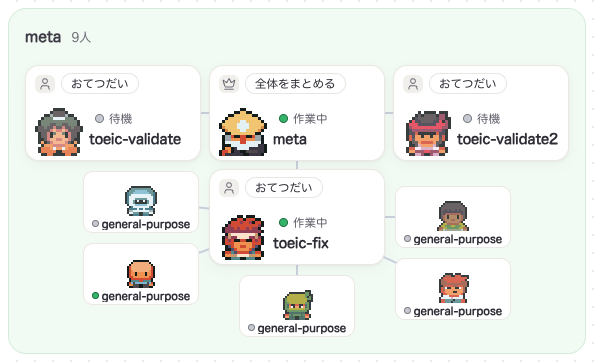 meta 9人
おてつだい
待機
toeic-validate
全体をまとめる
作業中
meta
おてつだい
待機
toeic-validate2
おてつだい
作業中
toeic-fix
general-purpose
general-purpose
general-purpose
general-purpose
general-purpose